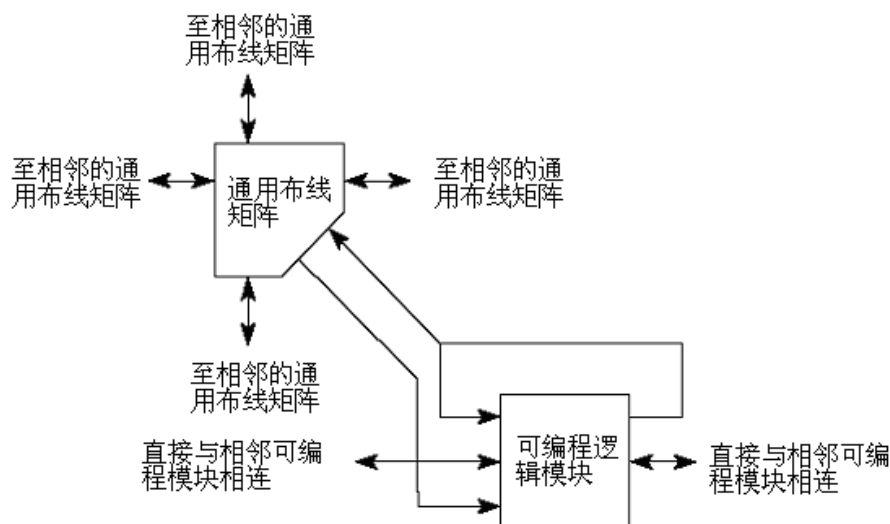 至相邻的通
用布线矩阵
至相邻的通
用布线矩阵
通用布线
矩阵
至相邻的通
用布线矩阵
至相邻的通
用布线矩阵
直接与相邻可编
程模块相连
可编程逻
辑模块
直接与相邻可编
程模块相连